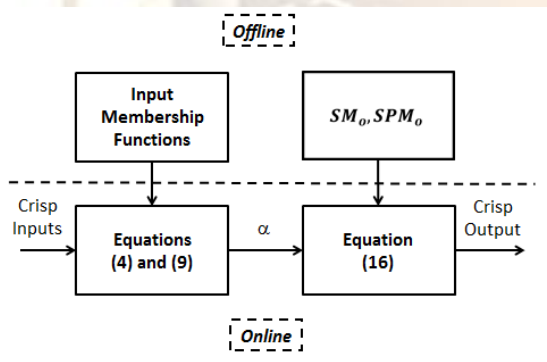 Offline
Input
Membership
Functions
SMₒ, SPMₒ
Crisp
Inputs
Equations
(4) and (9)
α
Equation
(16)
Crisp
Output
Online